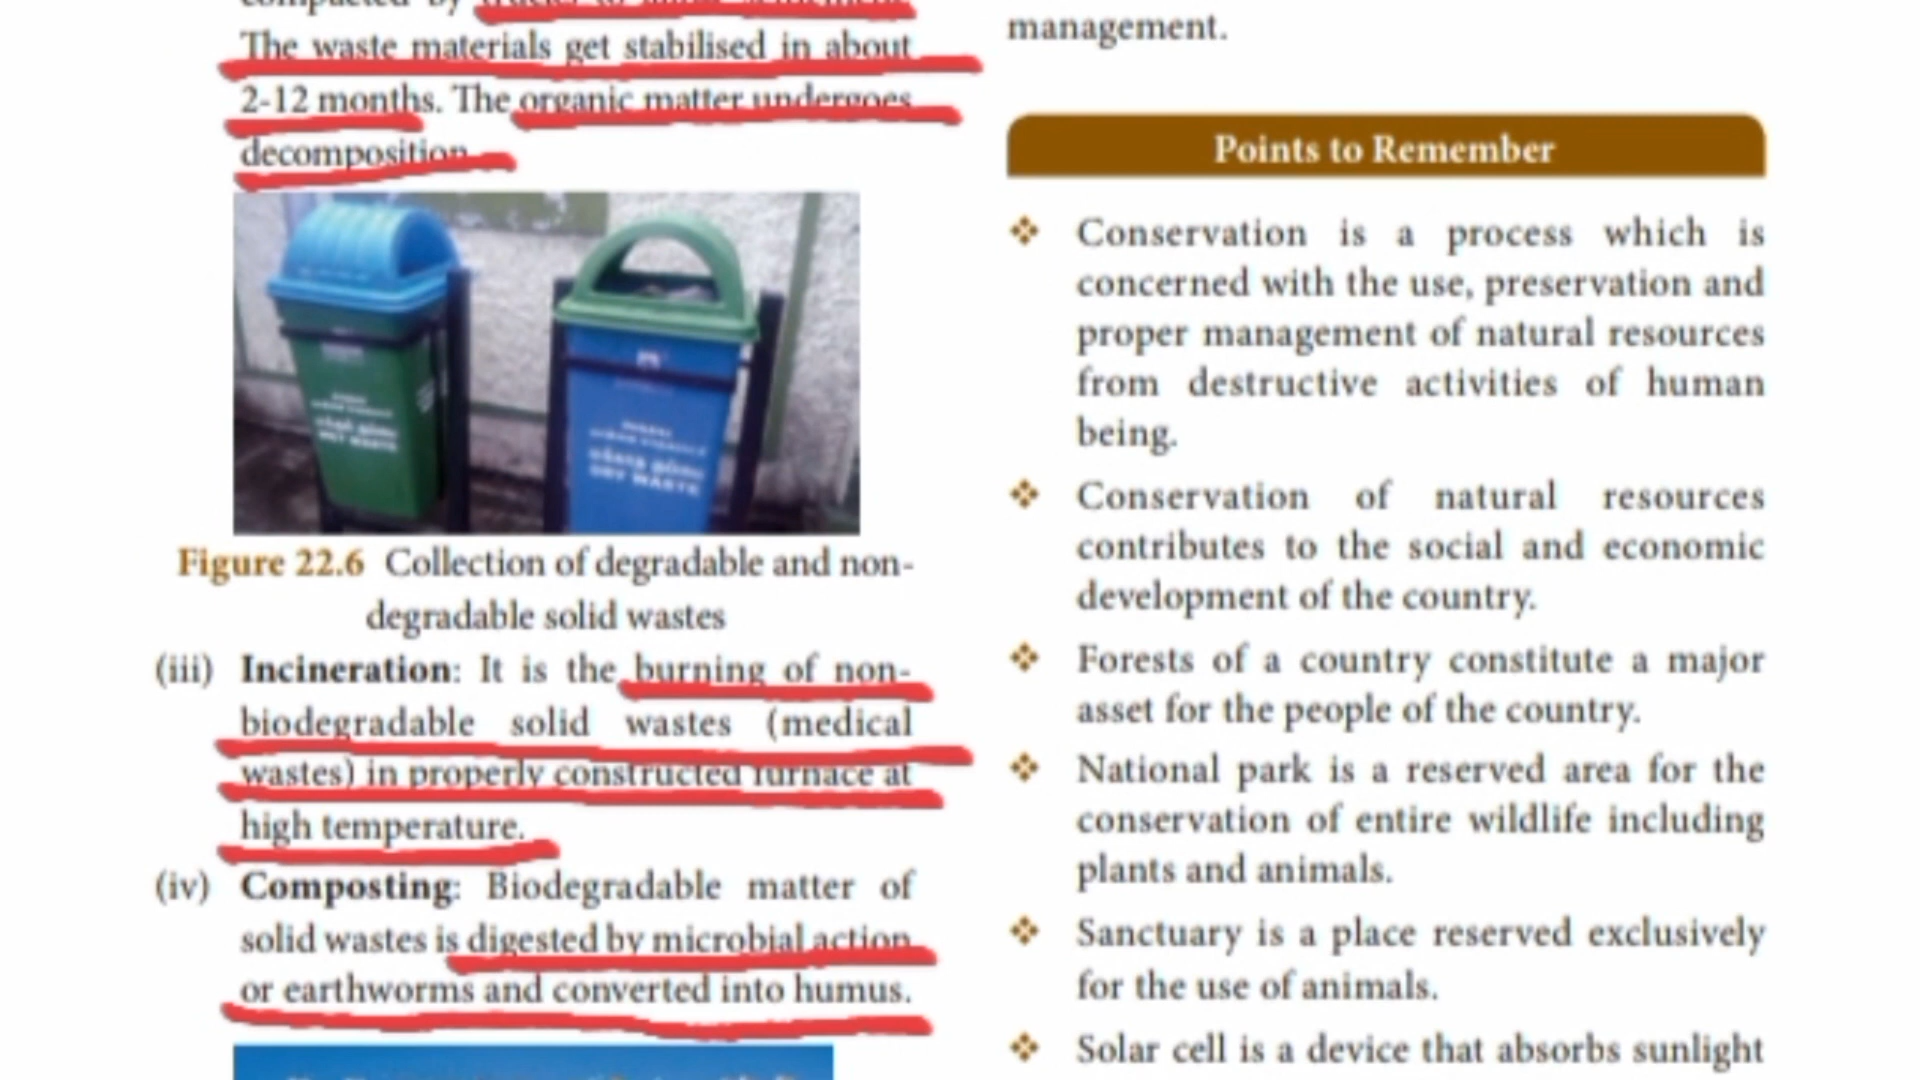 compacted by
The waste materials get stabilised in about
2-12 months. The organic matter undergoes
decomposition
WET WASTE
DRY WASTE
Figure 22.6 Collection of degradable and non-
degradable solid wastes
(iii) Incineration: It is the burning of non-
biodegradable solid wastes (medical
wastes) in properly constructed furnace at
high temperature.
(iv) Composting: Biodegradable matter of
solid wastes is digested by microbial action
or earthworms and converted into humus.
management.
Points to Remember
❖ Conservation is a process which is
concerned with the use, preservation and
proper management of natural resources
from destructive activities of human
being.
❖ Conservation of natural resources
contributes to the social and economic
development of the country.
❖ Forests of a country constitute a major
asset for the people of the country.
❖ National park is a reserved area for the
conservation of entire wildlife including
plants and animals.
❖ Sanctuary is a place reserved exclusively
for the use of animals.
❖ Solar cell is a device that absorbs sunlight